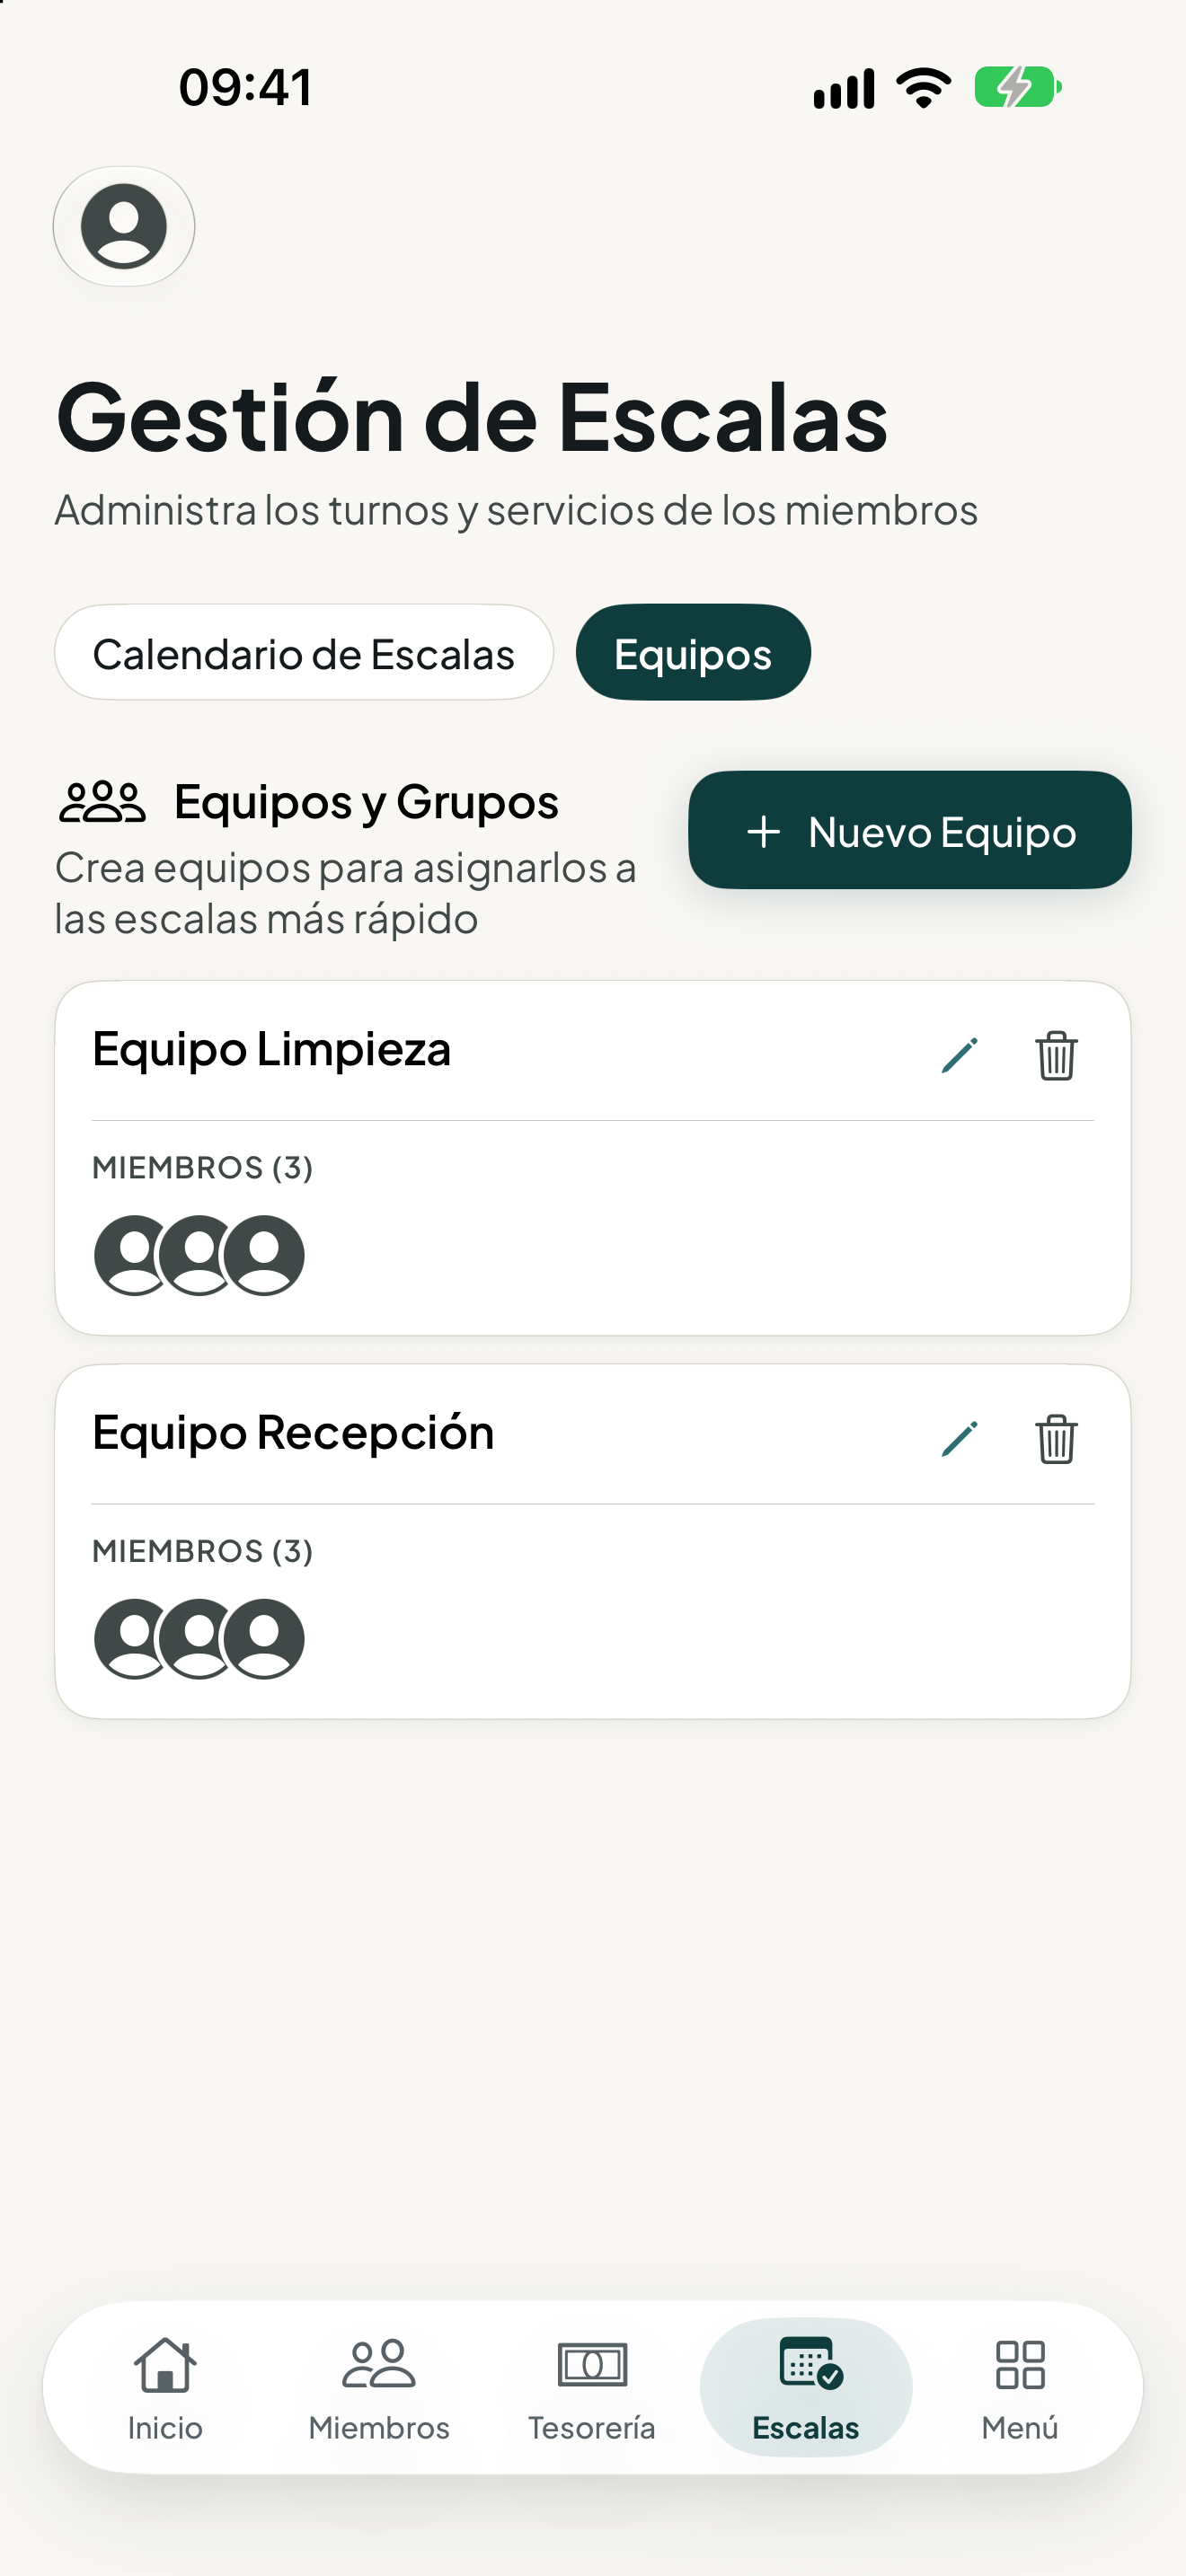 09:41
Gestión de Escalas
Administra los turnos y servicios de los miembros
Calendario de Escalas
Equipos
Equipos y Grupos
Crea equipos para asignarlos a
las escalas más rápido
+ Nuevo Equipo
Equipo Limpieza
MIEMBROS (3)
Equipo Recepción
MIEMBROS (3)
Inicio
Miembros
Tesorería
Escalas
Menú